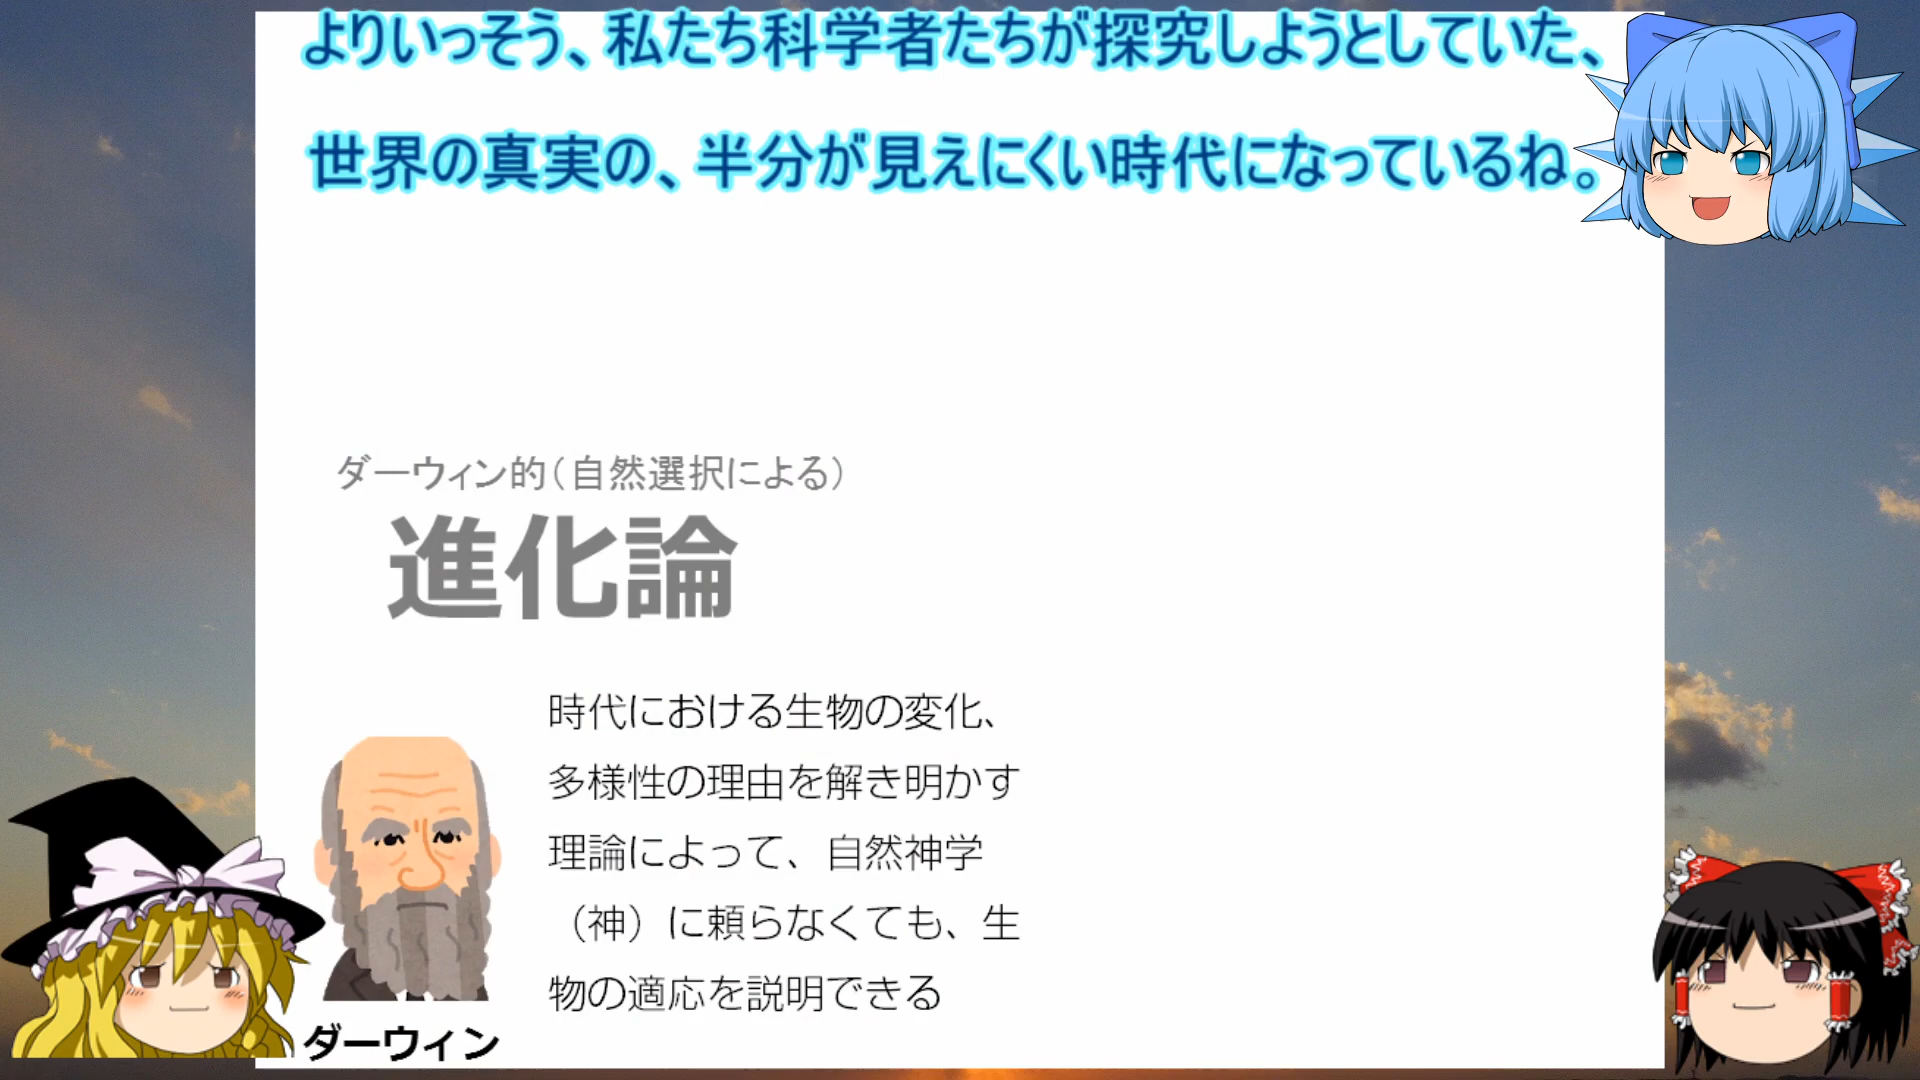 よりいっそう、私たち科学者たちが探究しようとしていた、
世界の真実の、半分が見えにくい時代になっているね。
ダーウィン的（自然選択による）
進化論
時代における生物の変化、
多様性の理由を解き明かす
理論によって、自然神学
（神）に頼らなくても、生
物の適応を説明できる
ダーウィン